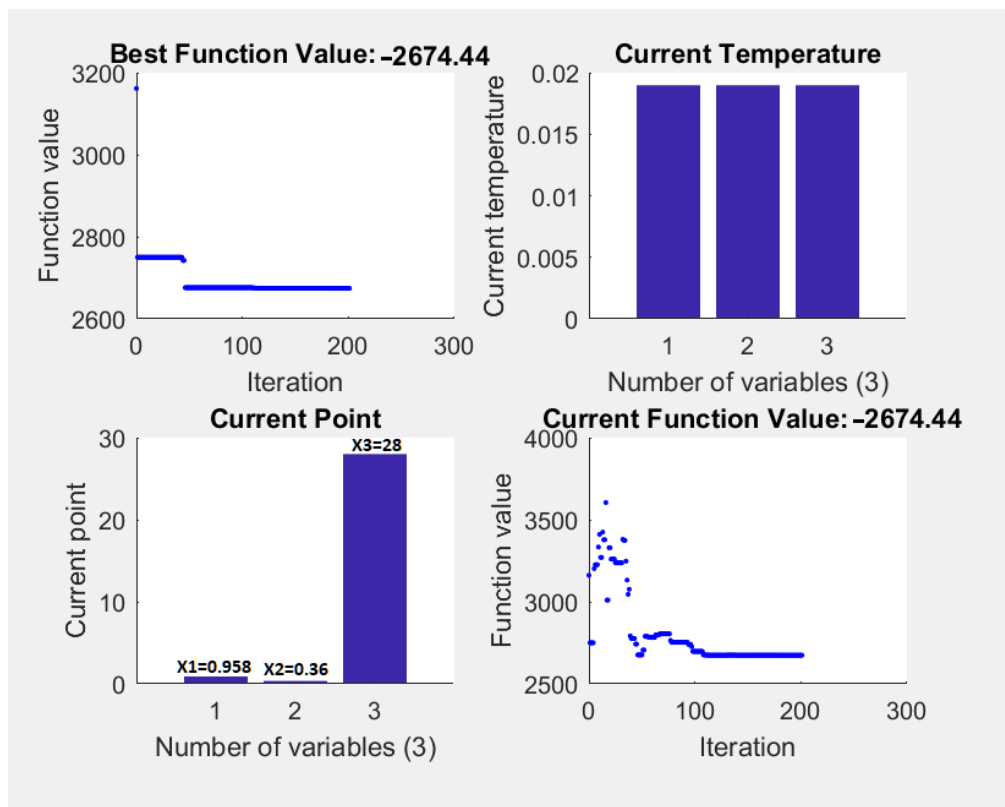 Best Function Value: -2674.44
3200
3000
2800
2600
Function value
0 100 200 300
Iteration
Current Temperature
0.02
0.015
0.01
0.005
0
Current temperature
1 2 3
Number of variables (3)
Current Point
30
20
10
0
Current point
X1=0.958
X2=0.36
X3=28
1 2 3
Number of variables (3)
Current Function Value: -2674.44
4000
3500
3000
2500
Function value
0 100 200 300
Iteration